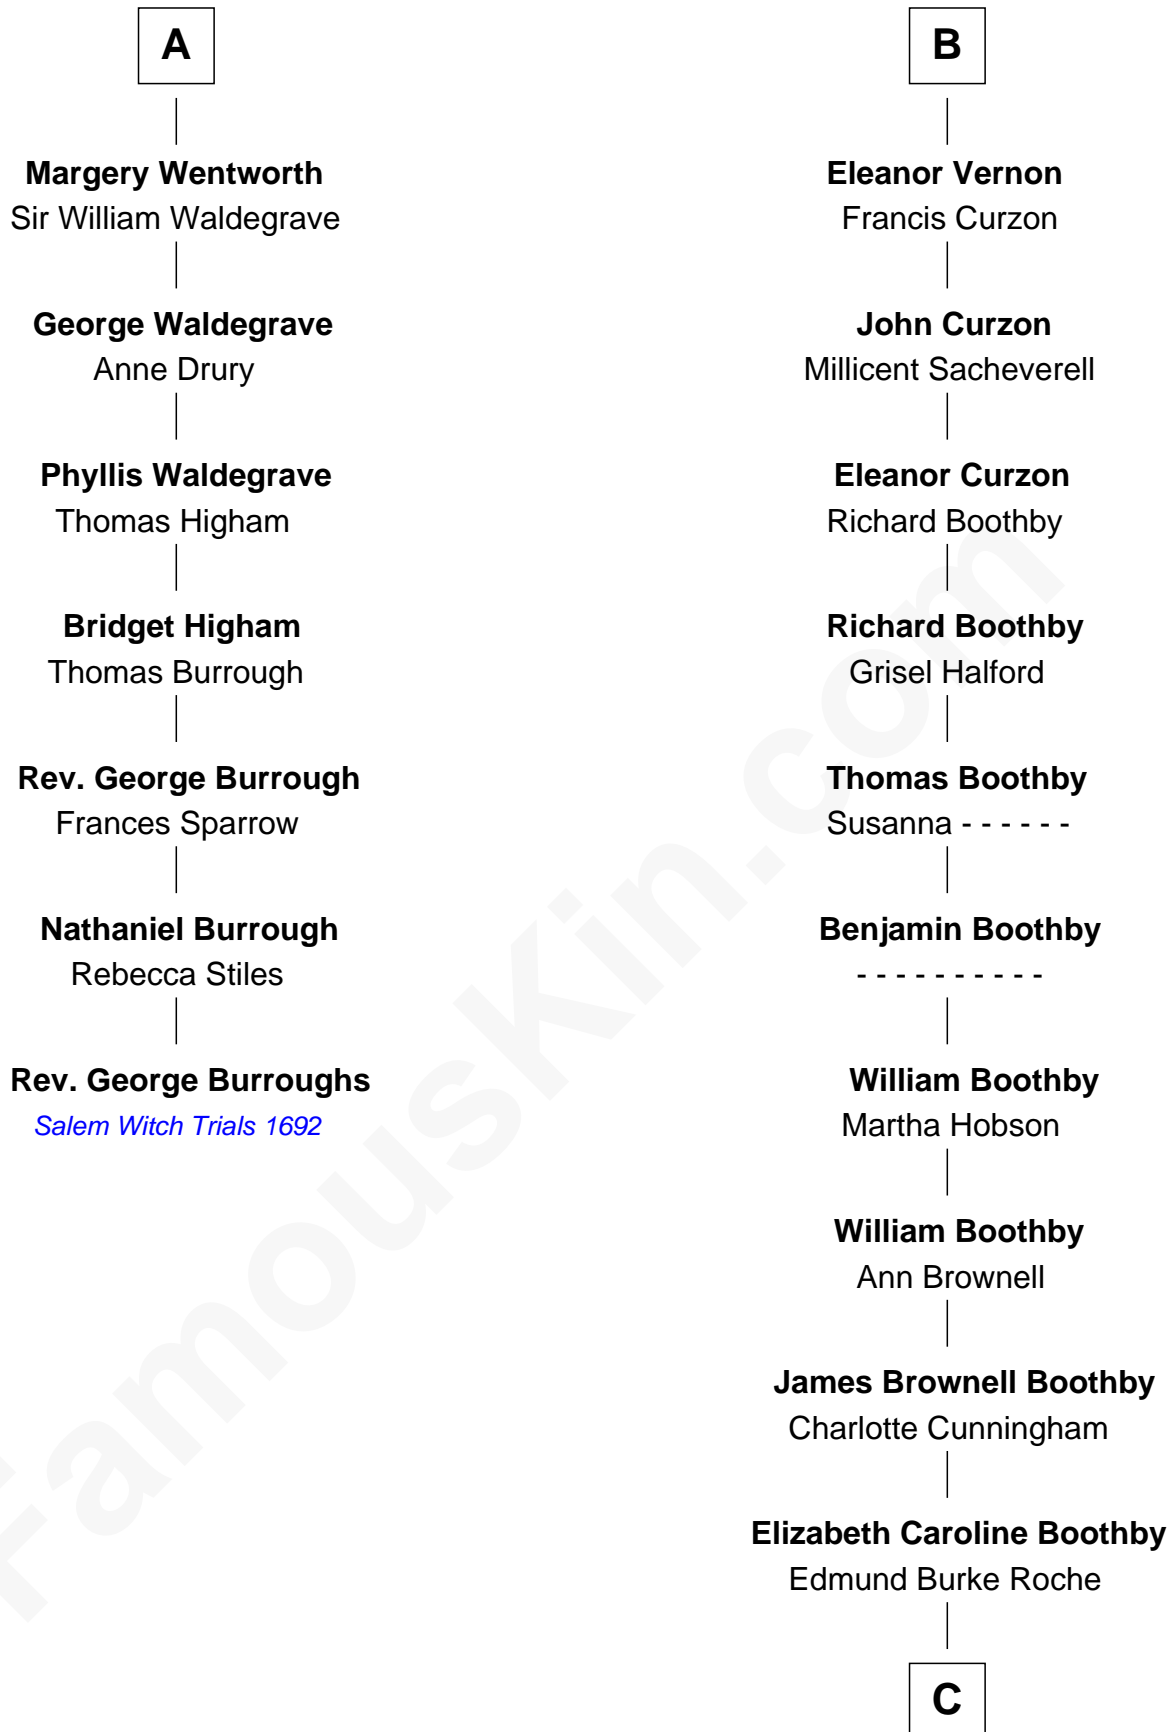 A
Margery Wentworth
Sir William Waldegrave
George Waldegrave
Anne Drury
Phyllis Waldegrave
Thomas Higham
Bridget Higham
Thomas Burrough
Rev. George Burrough
Frances Sparrow
Nathaniel Burrough
Rebecca Stiles
Rev. George Burroughs
Salem Witch Trials 1692
B
Eleanor Vernon
Francis Curzon
John Curzon
Millicent Sacheverell
Eleanor Curzon
Richard Boothby
Richard Boothby
Grisel Halford
Thomas Boothby
Susanna - - - - - -
Benjamin Boothby
- - - - - - - - - -
William Boothby
Martha Hobson
William Boothby
Ann Brownell
James Brownell Boothby
Charlotte Cunningham
Elizabeth Caroline Boothby
Edmund Burke Roche
C
FamousKin.com